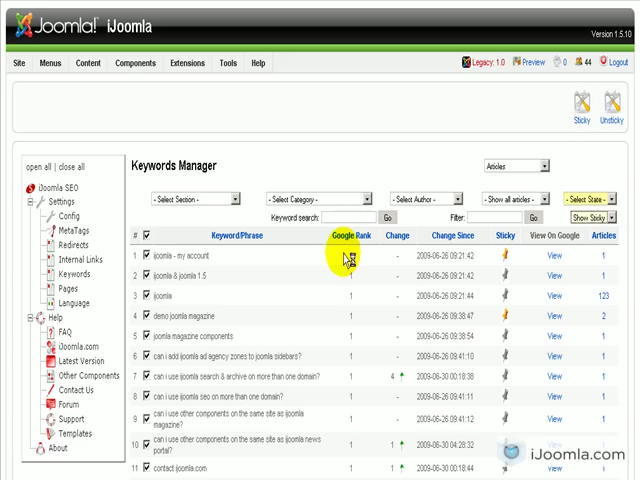 Joomla! iJoomla
Version 1.5.10
Site Menus Content Components Extensions Tools Help Legacy: 1.0 Preview 0 44 Logout
Sticky Unsticky
open all | close all
iJoomla SEO
Settings
Config
MetaTags
Redirects
Internal Links
Keywords
Pages
Language
Help
FAQ
iJoomla.com
Latest Version
Other Components
Contact Us
Forum
Support
Templates
About
Keywords Manager
Articles
- Select Section - - Select Category - - Select Author - - Show all articles - - Select State -
Keyword search: Go Filter: Go Show Sticky
# Keyword/Phrase Google Rank Change Change Since Sticky View On Google Articles
1 ijoomla - my account - 2009-06-26 09:21:42 View 1
2 ijoomla & joomla 1.5 1 - 2009-06-26 09:21:42 View 1
3 ijoomla 1 - 2009-06-26 09:21:44 View 123
4 demo joomla magazine 1 - 2009-06-26 09:38:47 View 2
5 joomla magazine components 1 - 2009-06-26 09:38:54 View 1
6 can i add ijoomla ad agency zones to joomla sidebars? 1 - 2009-06-26 09:41:10 View 1
7 can i use ijoomla search & archive on more than one domain? 1 4 2009-06-30 00:18:38 View 1
8 can i use ijoomla seo on more than one domain? 1 - 2009-06-26 09:41:11 View 1
9 can i use other components on the same site as ijoomla magazine? 1 - 2009-06-26 09:41:12 View 1
10 can i use other components on the same site as ijoomla news portal? 1 1 2009-06-30 04:28:32 View 1
11 contact ijoomla.com 1 1 2009-06-30 00:18:44
iJoomla.com